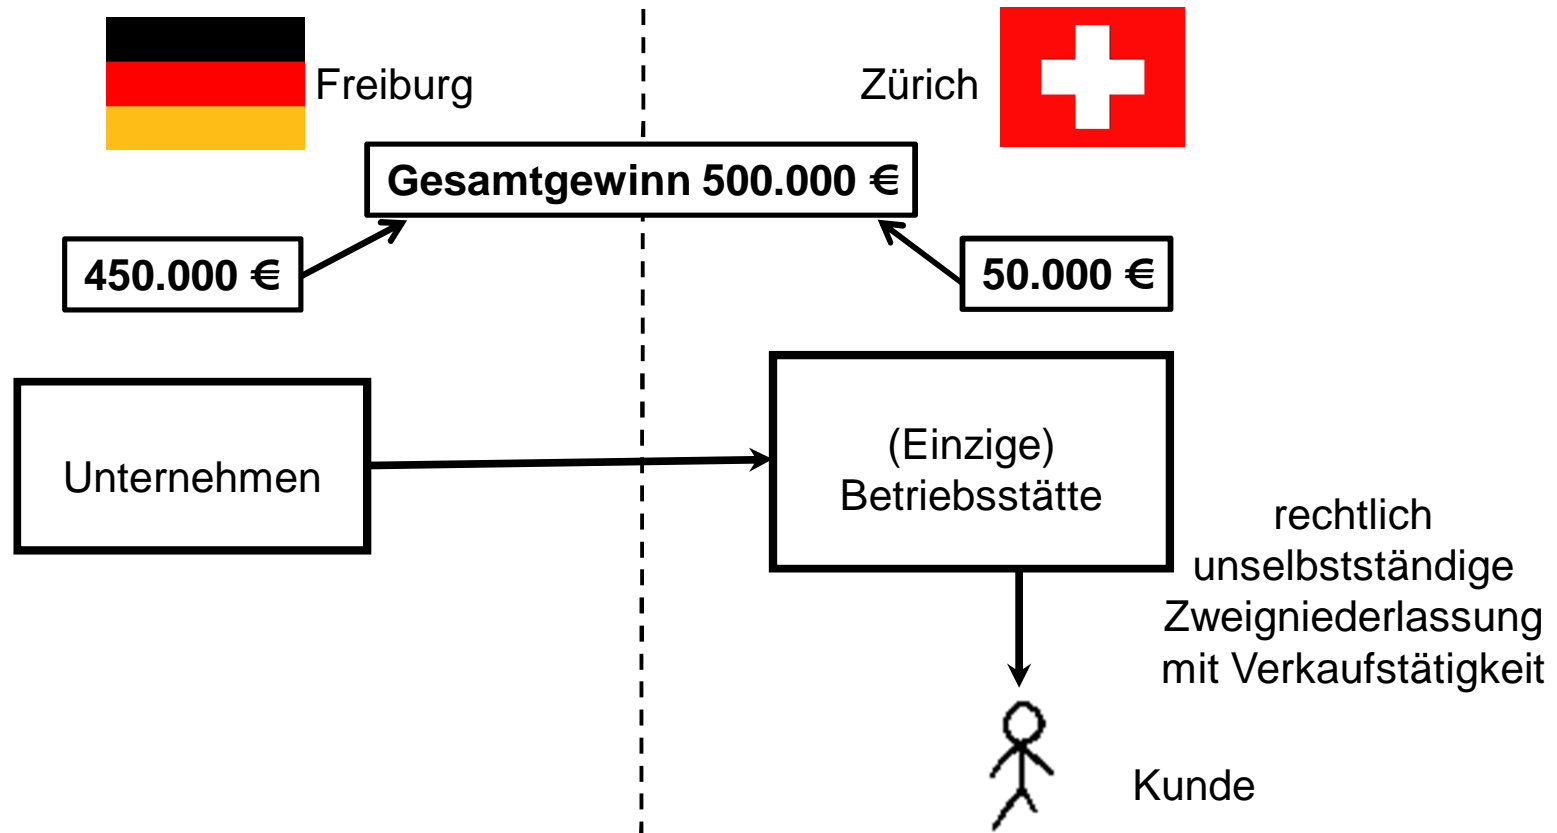 Freiburg
Zürich
Gesamtgewinn 500.000 €
450.000 €
50.000 €
Unternehmen
(Einzige)
Betriebsstätte
rechtlich
unselbstständige
Zweigniederlassung
mit Verkaufstätigkeit
Kunde